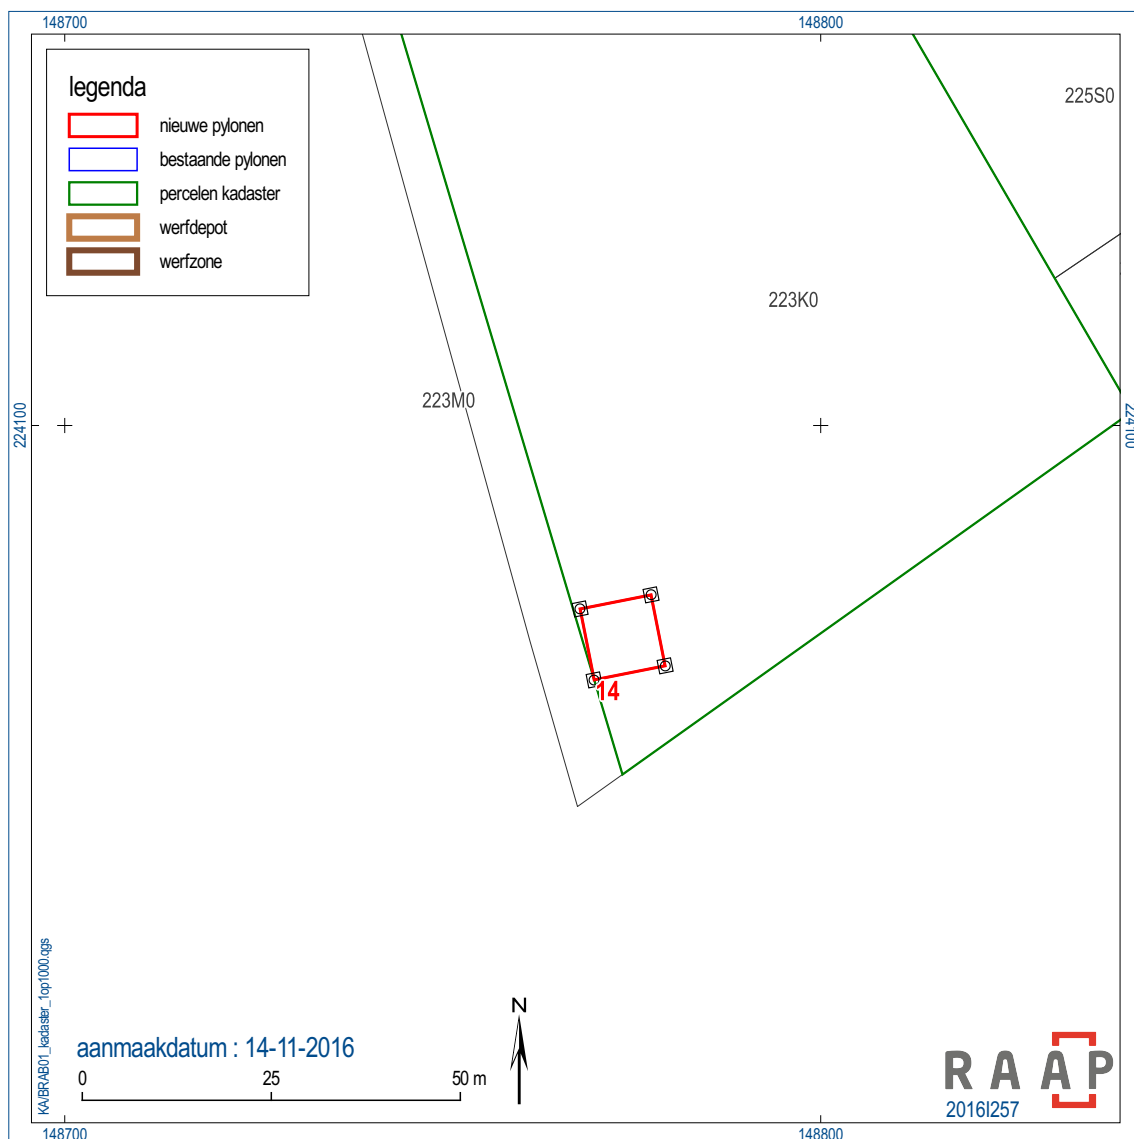 148700
148800
legenda
nieuwe pylonen
bestaande pylonen
percelen kadaster
werfdepot
werfzone
225S0
223K0
223M0
224100
224100
14
KA/BRAB01_kadaster_1op1000.qgs
N
aanmaakdatum : 14-11-2016
0 25 50 m
RAAP
2016I257
148700
148800